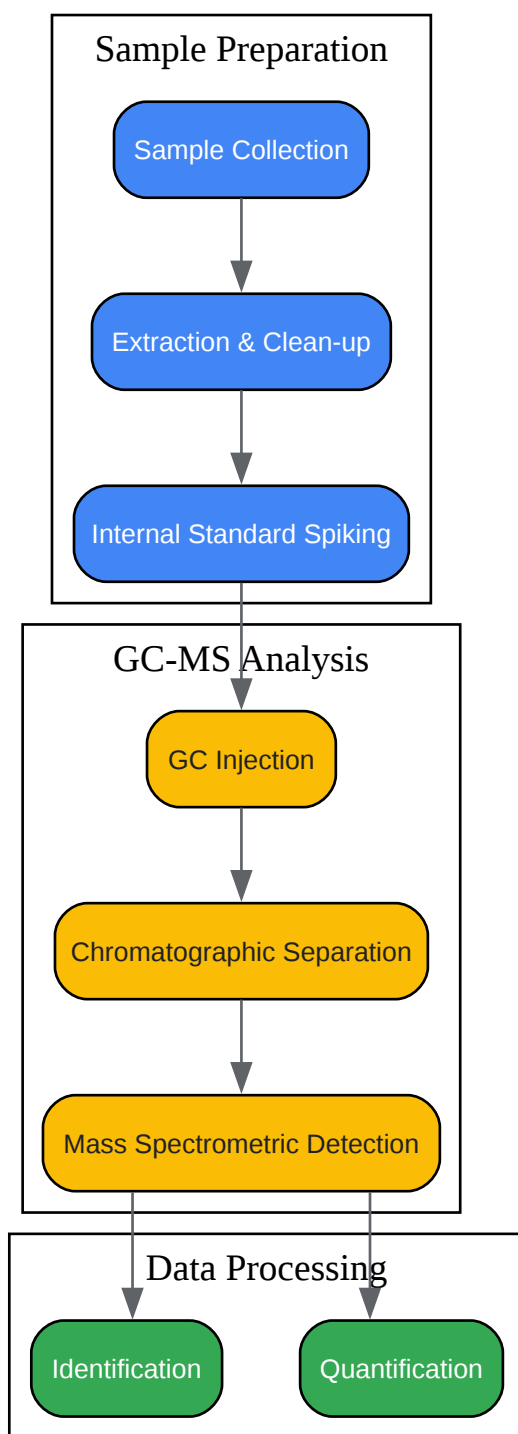 Sample Preparation
Sample Collection
Extraction & Clean-up
Internal Standard Spiking
GC-MS Analysis
GC Injection
Chromatographic Separation
Mass Spectrometric Detection
Data Processing
Identification
Quantification